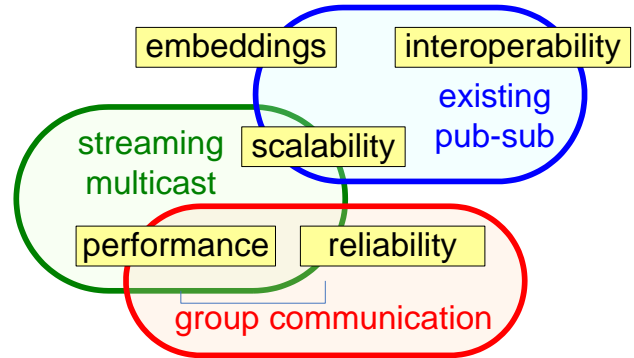 embeddings
interoperability
existing
pub-sub
streaming
multicast
scalability
performance
reliability
group communication